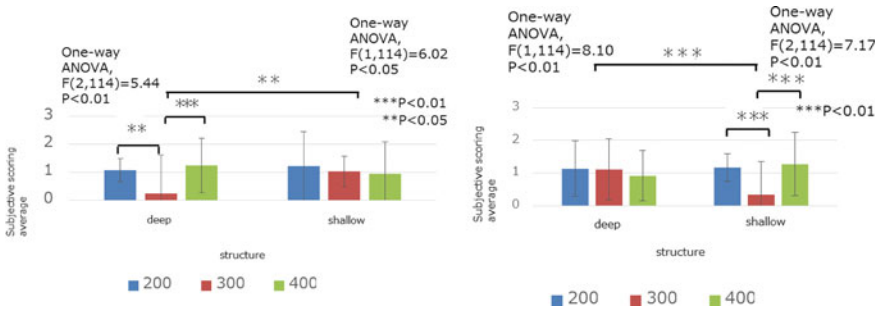 One-way
ANOVA,
F(2,114)=5.44
P<0.01
One-way
ANOVA,
F(1,114)=6.02
P<0.05
**
**
***
***P<0.01
**P<0.05
3
2
1
0
Subjective scoring
average
deep
shallow
structure
200
300
400
One-way
ANOVA,
F(1,114)=8.10
P<0.01
One-way
ANOVA,
F(2,114)=7.17
P<0.01
***
***
***
***P<0.01
3
2
1
0
Subjective scoring
average
deep
shallow
structure
200
300
400